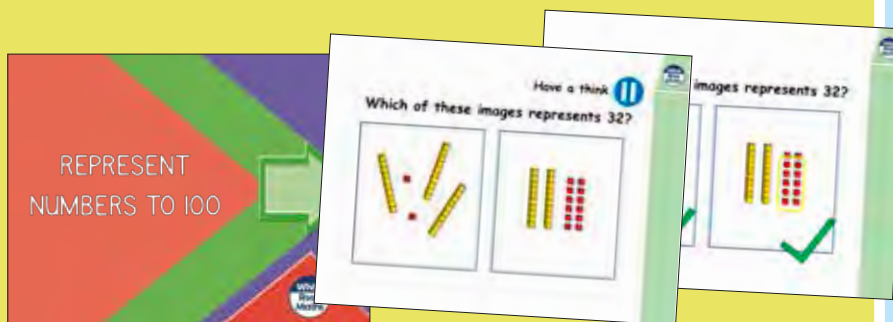 REPRESENT
NUMBERS TO 100
Have a think
Which of these images represents 32?
images represents 32?